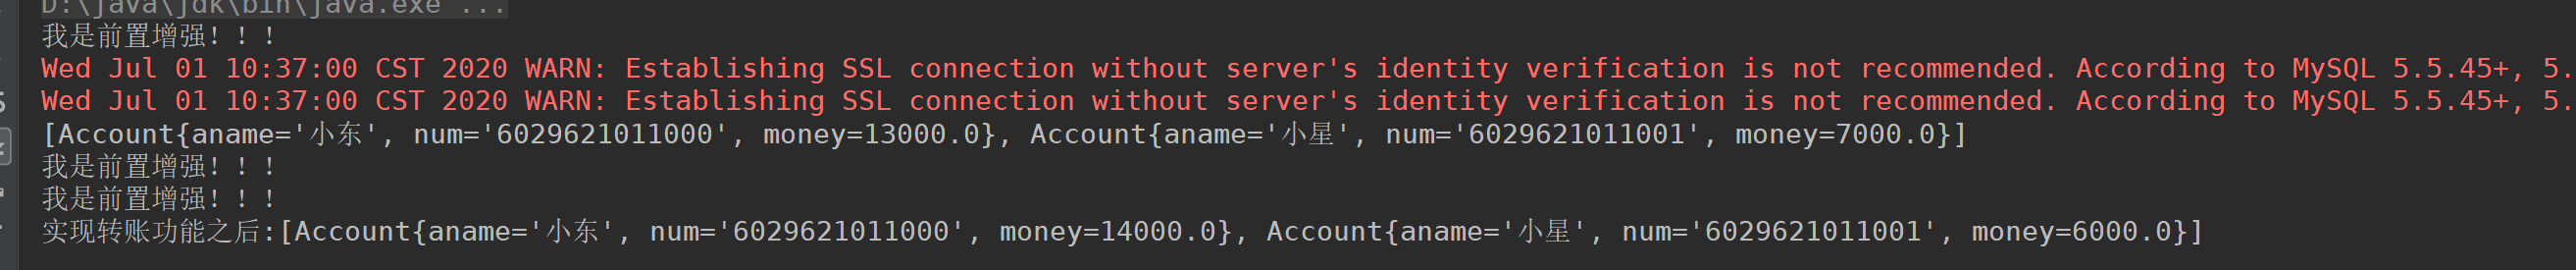 D:\java\jdk\bin\java.exe ...
我是前置增强！！！
Wed Jul 01 10:37:00 CST 2020 WARN: Establishing SSL connection without server's identity verification is not recommended. According to MySQL 5.5.45+, 5.
Wed Jul 01 10:37:00 CST 2020 WARN: Establishing SSL connection without server's identity verification is not recommended. According to MySQL 5.5.45+, 5.
[Account{aname='小东', num='6029621011000', money=13000.0}, Account{aname='小星', num='6029621011001', money=7000.0}]
我是前置增强！！！
我是前置增强！！！
实现转账功能之后:[Account{aname='小东', num='6029621011000', money=14000.0}, Account{aname='小星', num='6029621011001', money=6000.0}]